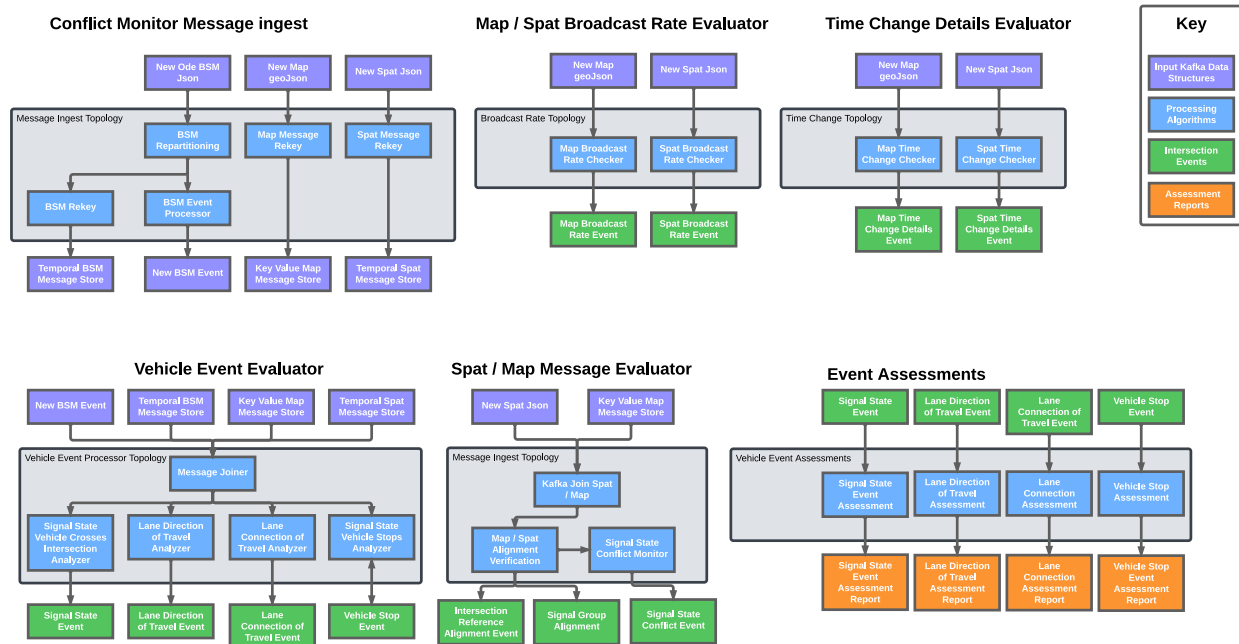 Conflict Monitor Message ingest
New Ode BSM
Json
New Map
geoJson
New Spat Json
Message Ingest Topology
BSM
Repartitioning
Map Message
Rekey
Spat Message
Rekey
BSM Rekey
BSM Event
Processor
Temporal BSM
Message Store
New BSM Event
Key Value Map
Message Store
Temporal Spat
Message Store
Map / Spat Broadcast Rate Evaluator
New Map
geoJson
New Spat Json
Broadcast Rate Topology
Map Broadcast
Rate Checker
Spat Broadcast
Rate Checker
Map Broadcast
Rate Event
Spat Broadcast
Rate Event
Time Change Details Evaluator
New Map
geoJson
New Spat Json
Time Change Topology
Map Time
Change Checker
Spat Time
Change Checker
Map Time
Change Details
Event
Spat Time
Change Details
Event
Key
Input Kafka Data
Structures
Processing
Algorithms
Intersection
Events
Assessment
Reports
Vehicle Event Evaluator
New BSM Event
Temporal BSM
Message Store
Key Value Map
Message Store
Temporal Spat
Message Store
Vehicle Event Processor Topology
Message Joiner
Signal State
Vehicle Crosses
Intersection
Analyzer
Lane Direction
of Travel
Analyzer
Lane
Connection of
Travel Analyzer
Signal State
Vehicle Stops
Analyzer
Signal State
Event
Lane Direction
of Travel Event
Lane
Connection of
Travel Event
Vehicle Stop
Event
Spat / Map Message Evaluator
New Spat Json
Key Value Map
Message Store
Message Ingest Topology
Kafka Join Spat
/ Map
Map / Spat
Alignment
Verification
Signal State
Conflict Monitor
Intersection
Reference
Alignment Event
Signal Group
Alignment
Signal State
Conflict Event
Event Assessments
Signal State
Event
Lane Direction
of Travel Event
Lane
Connection of
Travel Event
Vehicle Stop
Event
Vehicle Event Assessments
Signal State
Event
Assessment
Lane Direction
of Travel
Assessment
Lane
Connection
Assessment
Vehicle Stop
Assessment
Signal State
Event
Assessment
Report
Lane Direction
of Travel
Assessment
Report
Lane
Connection
Assessment
Report
Vehicle Stop
Event
Assessment
Report